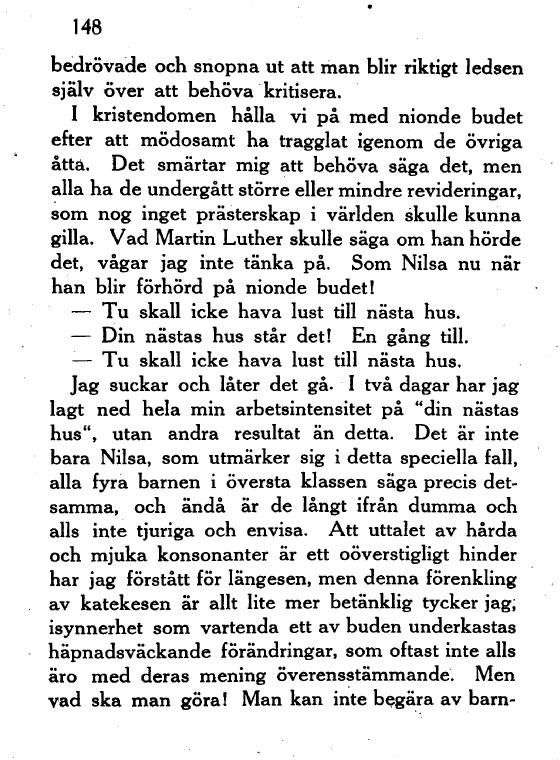 148
bedrövade och snopna ut att man blir riktigt ledsen
själv över att behöva kritisera.
I kristendomen hålla vi på med nionde budet
efter att mödosamt ha tragglat igenom de övriga
åtta. Det smärtar mig att behöva säga det, men
alla ha de undergått större eller mindre revideringar,
som nog inget prästerskap i världen skulle kunna
gilla. Vad Martin Luther skulle säga om han hörde
det, vågar jag inte tänka på. Som Nilsa nu när
han blir förhörd på nionde budet!
— Tu skall icke hava lust till nästa hus.
— Din nästas hus står det! En gång till.
— Tu skall icke hava lust till nästa hus.
Jag suckar och låter det gå. I två dagar har jag
lagt ned hela min arbetsintensitet på “din nästas
hus“, utan andra resultat än detta. Det är inte
bara Nilsa, som utmärker sig i detta speciella fall,
alla fyra barnen i översta klassen säga precis det-
samma, och ändå är de långt ifrån dumma och
alls inte tjuriga och envisa. Att uttalet av hårda
och mjuka konsonanter är ett oöverstigligt hinder
har jag förstått för längesen, men denna förenkling
av katekesen är allt lite mer betänklig tycker jag,
isynnerhet som vartenda ett av buden underkastas
häpnadsväckande förändringar, som oftast inte alls
äro med deras mening överensstämmande. Men
vad ska man göra! Man kan inte begära av barn-